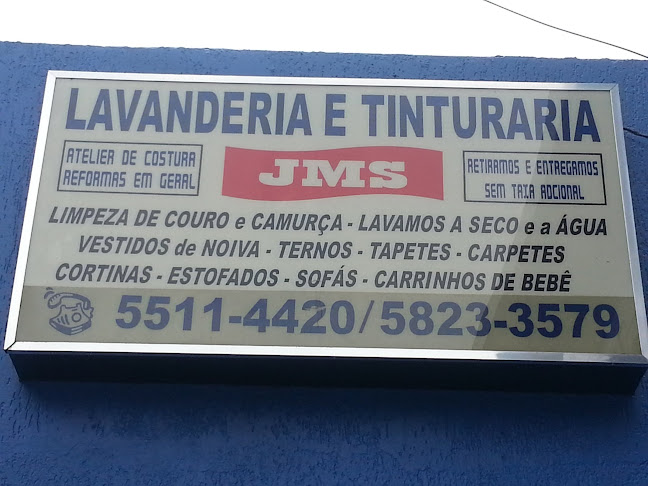 LAVANDERIA E TINTURARIA
ATELIER DE COSTURA
REFORMAS EM GERAL
JMS
RETIRAMOS E ENTREGAMOS
SEM TAXA ADCIONAL
LIMPEZA DE COURO e CAMURÇA - LAVAMOS A SECO e a ÁGUA
VESTIDOS de NOIVA - TERNOS - TAPETES - CARPETES
CORTINAS - ESTOFADOS - SOFÁS - CARRINHOS DE BEBÊ
5511-4420/5823-3579